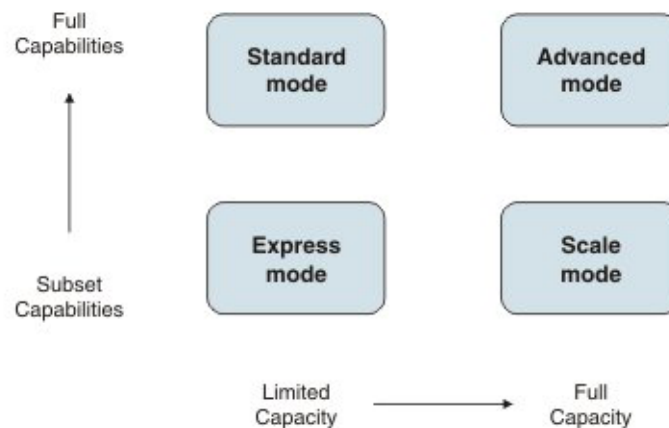 Full
Capabilities
Standard
mode
Advanced
mode
Express
mode
Scale
mode
Subset
Capabilities
Limited
Capacity
Full
Capacity